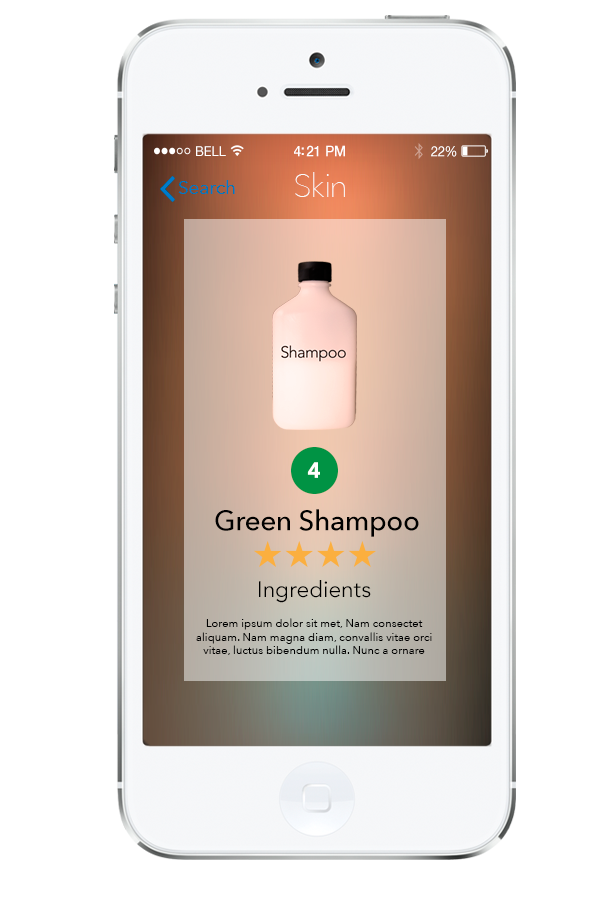 BELL 4:21 PM 22%
Search Skin
Shampoo
4
Green Shampoo
Ingredients
Lorem ipsum dolor sit met, Nam consectet
aliquam. Nam magna diam, convallis vitae orci
vitae, luctus bibendum nulla. Nunc a ornare